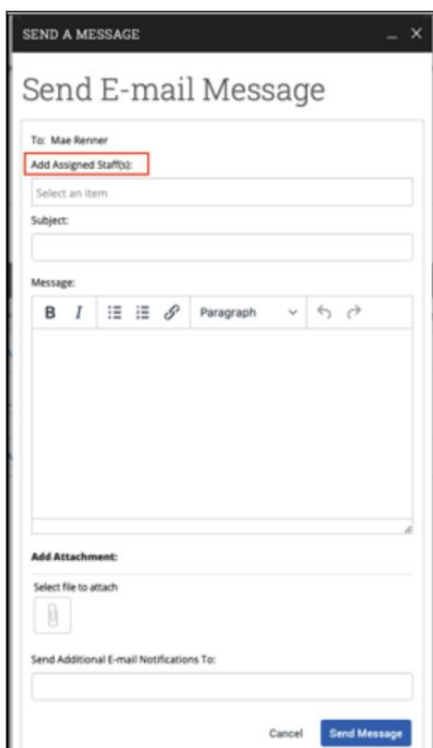 SEND A MESSAGE
Send E-mail Message
To: Mae Renner
Add Assigned Staff(s):
Select an item
Subject:
Message:
B I Paragraph
Add Attachment:
Select file to attach
Send Additional E-mail Notifications To:
Cancel Send Message